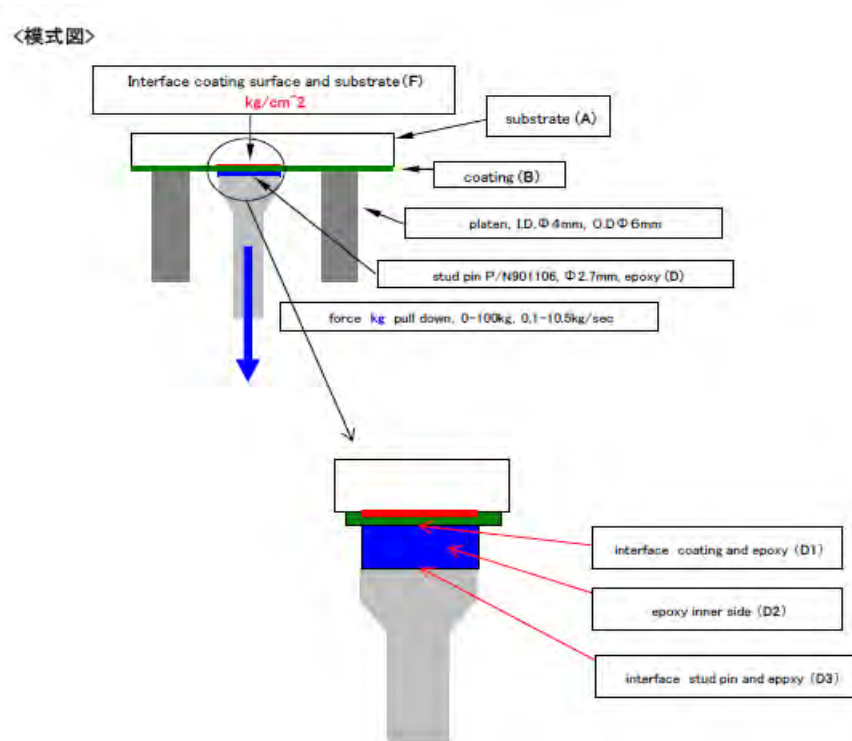 <模式図>
Interface coating surface and substrate(F)
kg/cm^2
substrate (A)
coating (B)
platen, I.D.Φ4mm, O.DΦ6mm
stud pin P/N901106, Φ2.7mm, epoxy (D)
force kg pull down, 0-100kg, 0.1-10.5kg/sec
interface coating and epoxy (D1)
epoxy inner side (D2)
interface stud pin and eppxy (D3)